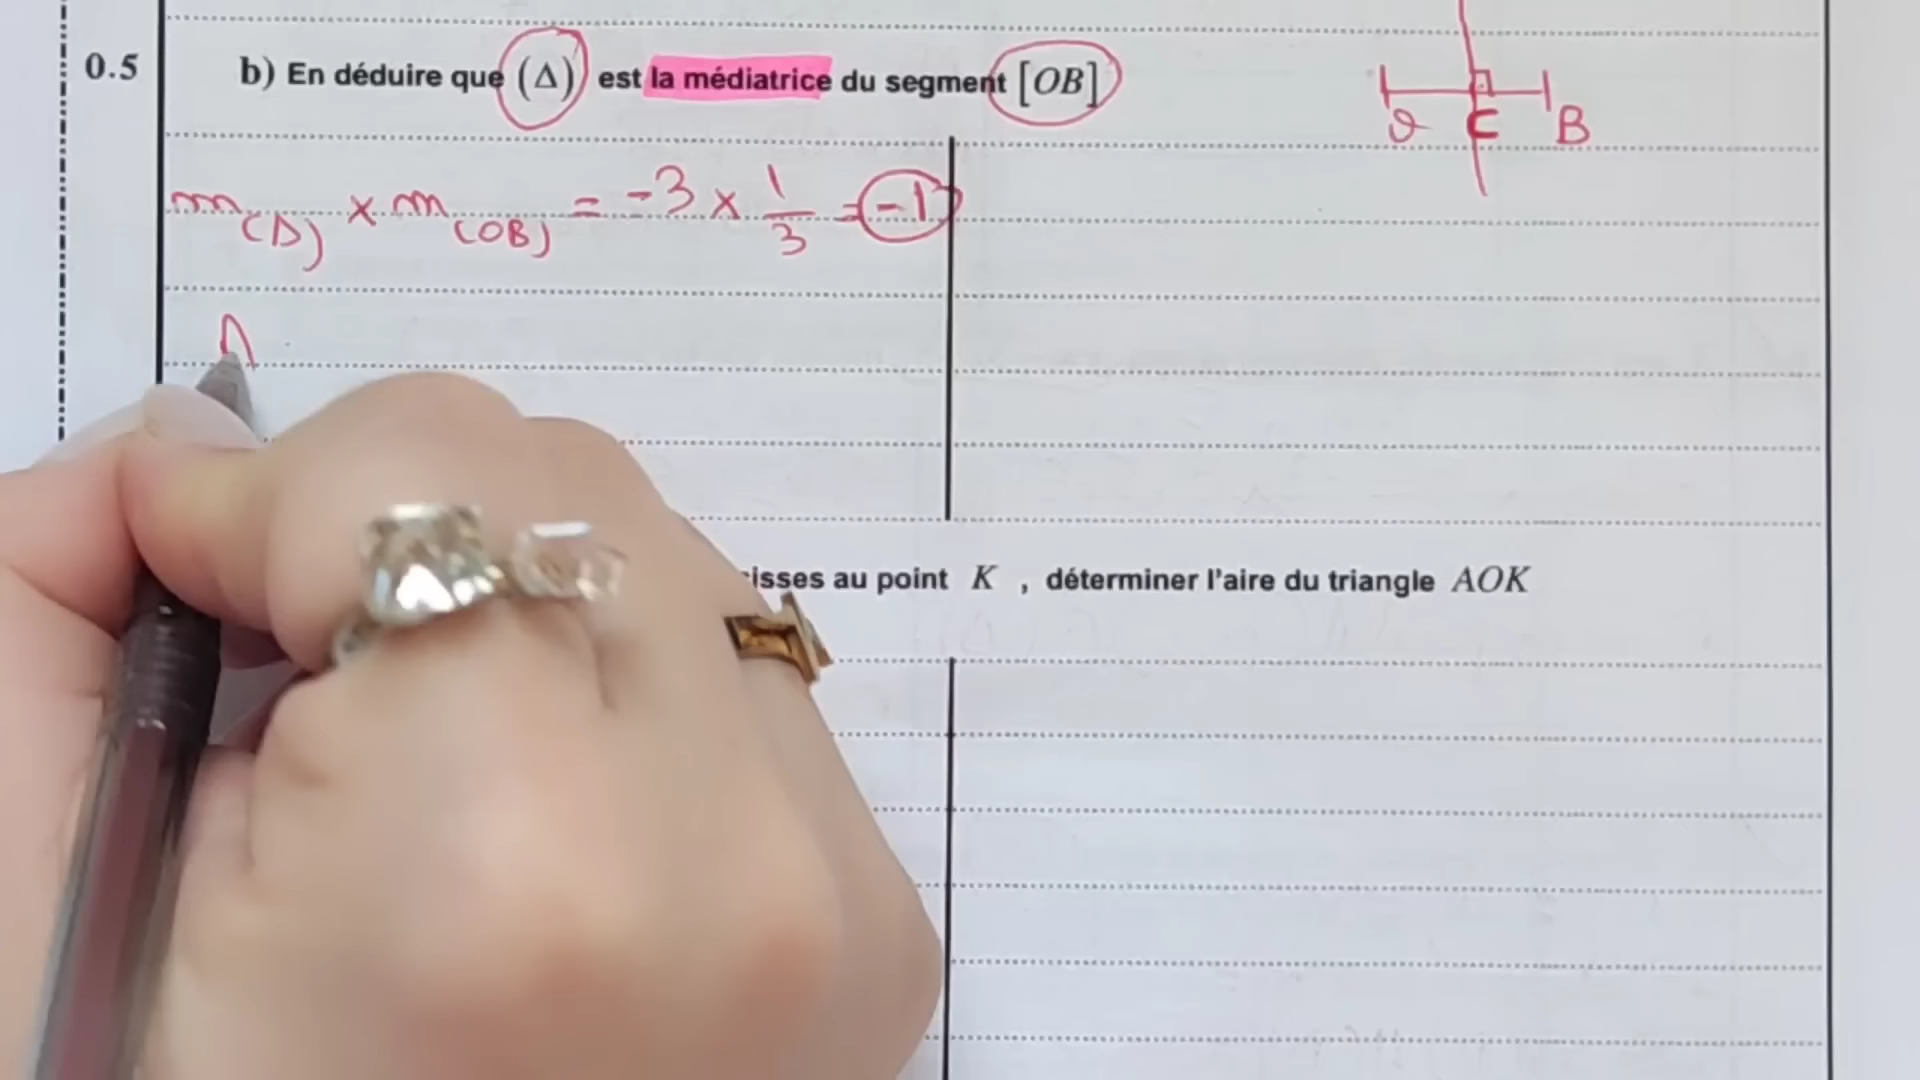 0.5 b) En déduire que (Δ) est la médiatrice du segment [OB]
O C B
m(Δ) × m(OB) = -3 × 1/3 = -1
au point K , déterminer l'aire du triangle AOK